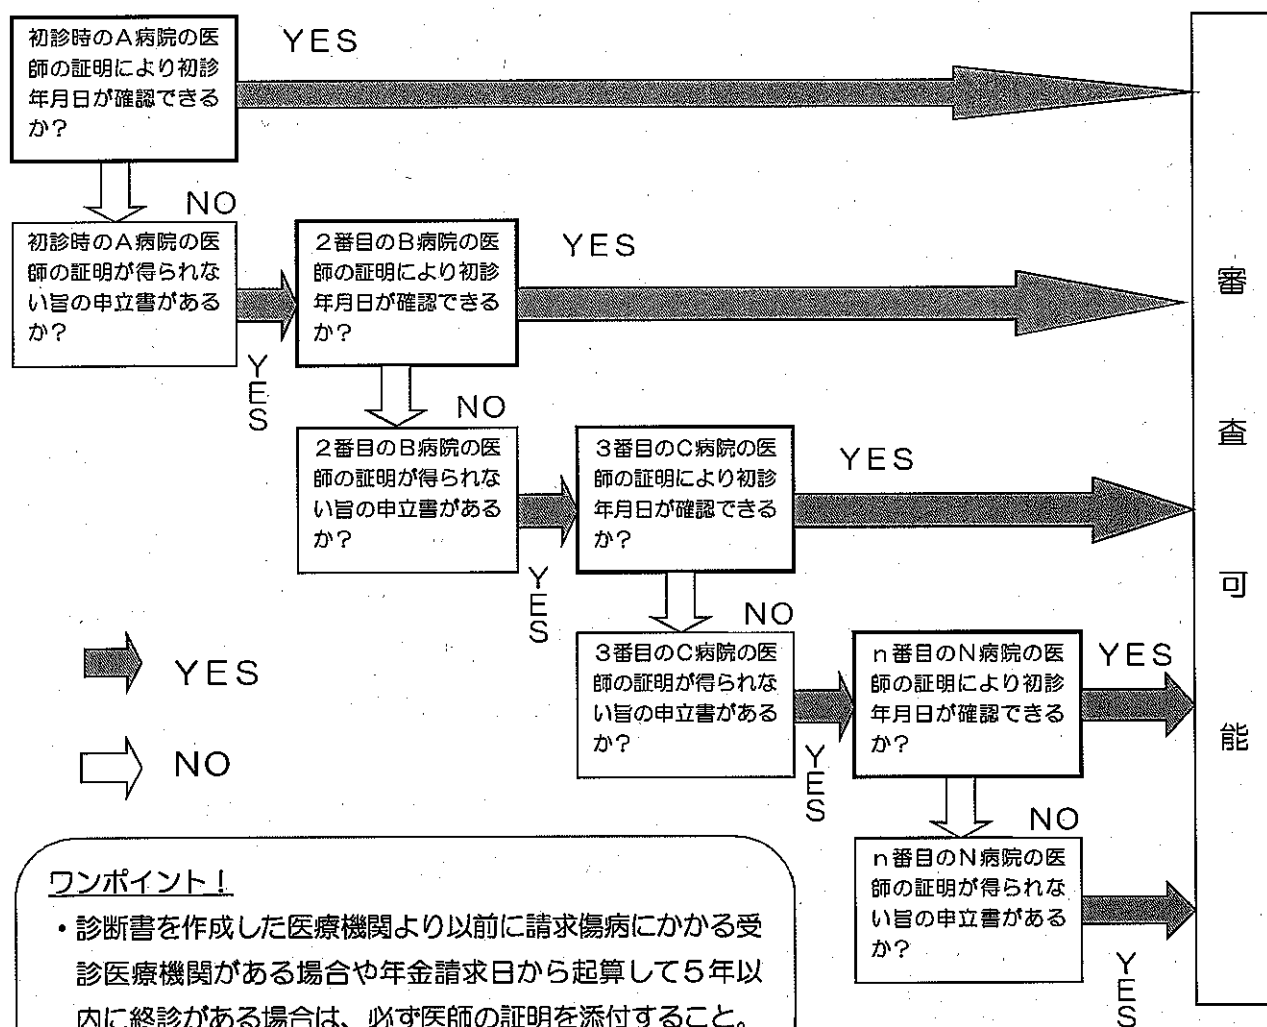 初診時のA病院の医
師の証明により初診
年月日が確認できる
か？
YES
NO
初診時のA病院の医
師の証明が得られな
い旨の申立書がある
か？
YES
2番目のB病院の医
師の証明により初診
年月日が確認できる
か？
YES
NO
2番目のB病院の医
師の証明が得られな
い旨の申立書がある
か？
YES
3番目のC病院の医
師の証明により初診
年月日が確認できる
か？
YES
NO
3番目のC病院の医
師の証明が得られな
い旨の申立書がある
か？
YES
n番目のN病院の医
師の証明により初診
年月日が確認できる
か？
YES
NO
n番目のN病院の医
師の証明が得られな
い旨の申立書がある
か？
YES
審査可能
YES
NO
ワンポイント！
・診断書を作成した医療機関より以前に請求傷病にかかる受
診医療機関がある場合や年金請求日から起算して5年以
内に終診がある場合は、必ず医師の証明を添付すること。